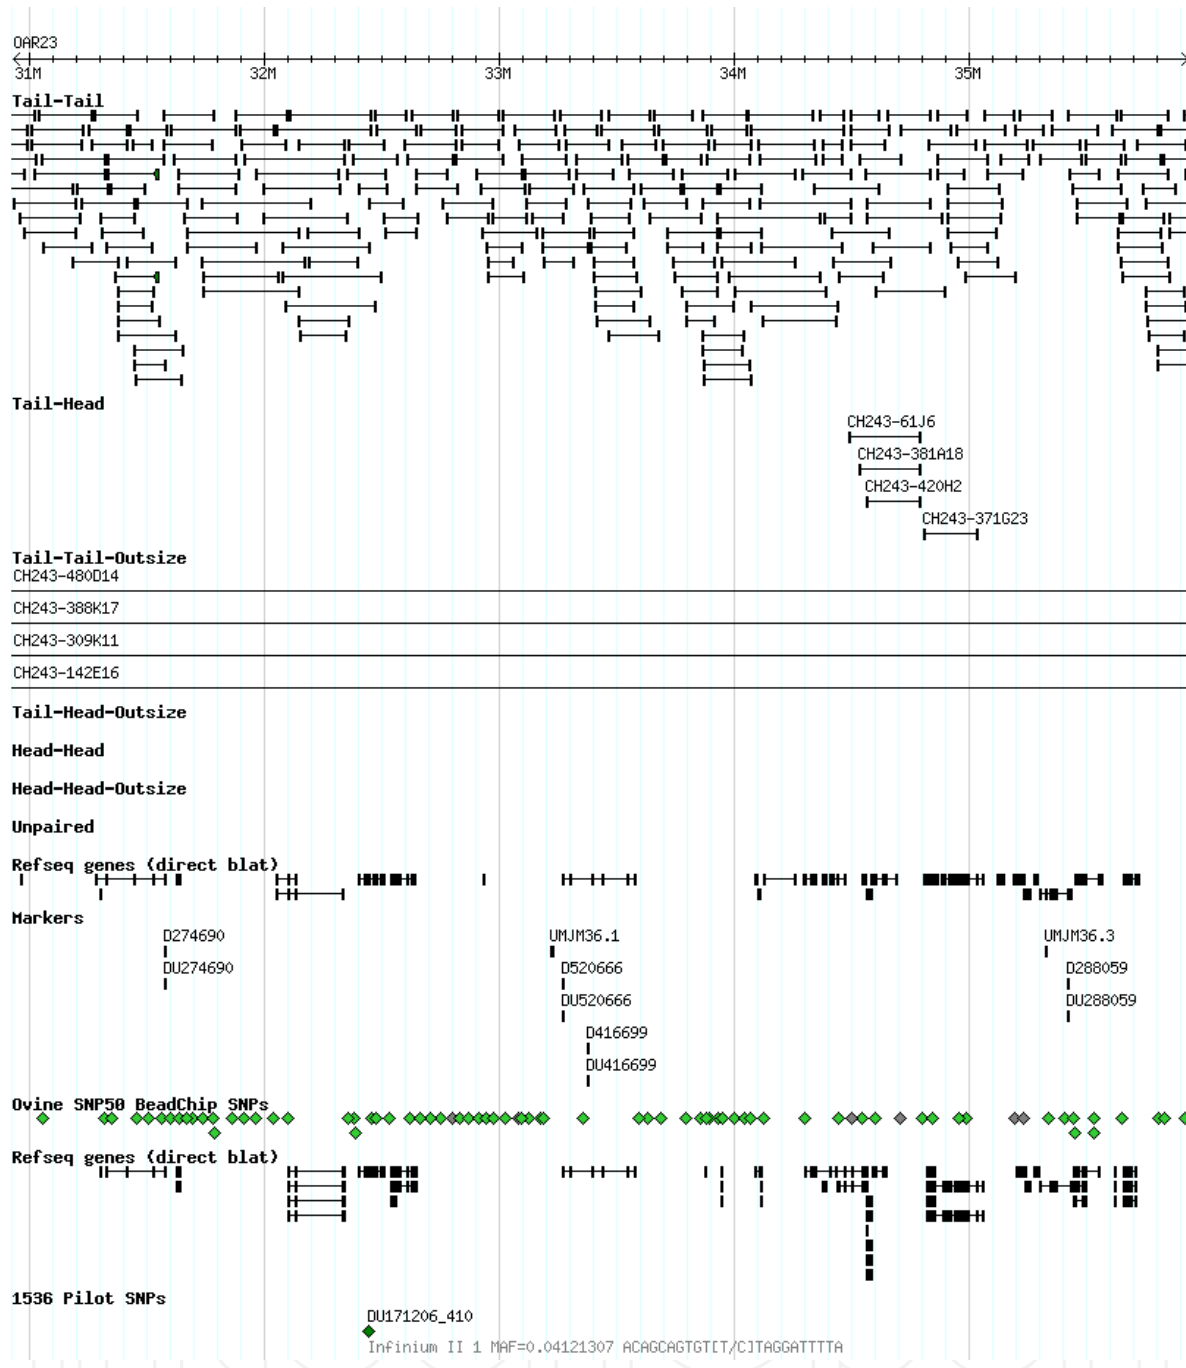 OAR23
31M 32M 33M 34M 35M
Tail-Tail
Tail-Head
CH243-61J6
CH243-381A18
CH243-420H2
CH243-371G23
Tail-Tail-Outsize
CH243-480D14
CH243-388K17
CH243-309K11
CH243-142E16
Tail-Head-Outsize
Head-Head
Head-Head-Outsize
Unpaired
Refseq genes (direct blat)
Markers
D274690 UMJM36.1 UMJM36.3
DU274690 D520666 D288059
DU520666 DU288059
D416699
DU416699
Ovine SNP50 BeadChip SNPs
Refseq genes (direct blat)
1536 Pilot SNPs
DU171206_410
Infinium II 1 MAF=0.04121307 ACAGCAGTGT[T/C]TAGGATTTTA